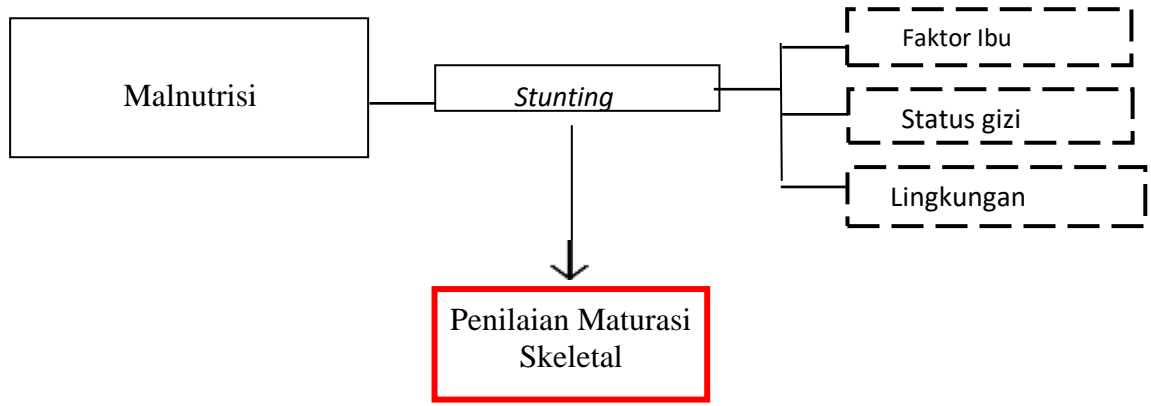 Malnutrisi
Stunting
Faktor Ibu
Status gizi
Lingkungan
Penilaian Maturasi
Skeletal